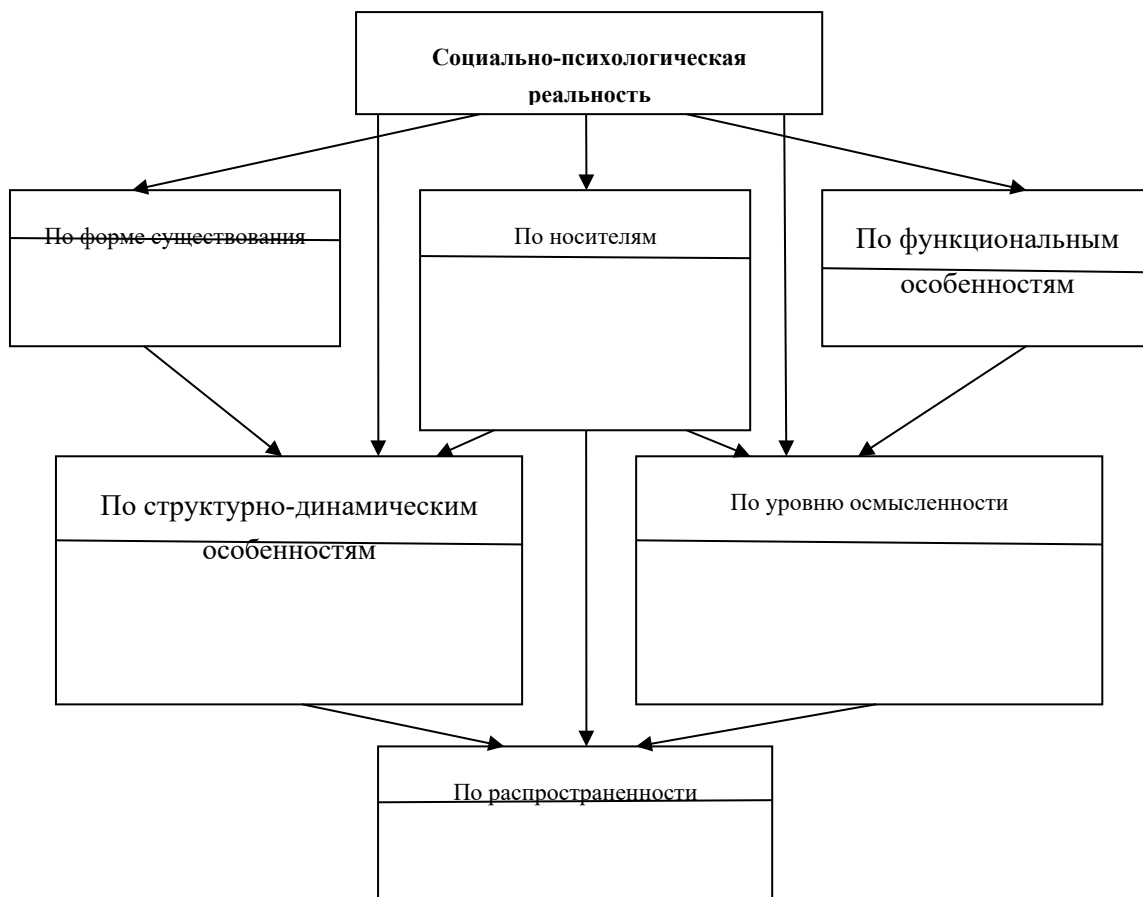 Социально-психологическая
реальность
По форме существования
По носителям
По функциональным
особенностям
По структурно-динамическим
особенностям
По уровню осмысленности
По распространенности